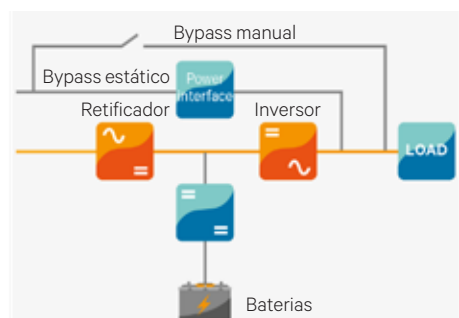 Bypass manual
Bypass estático
Power
Interface
Retificador
Inversor
LOAD
Baterias